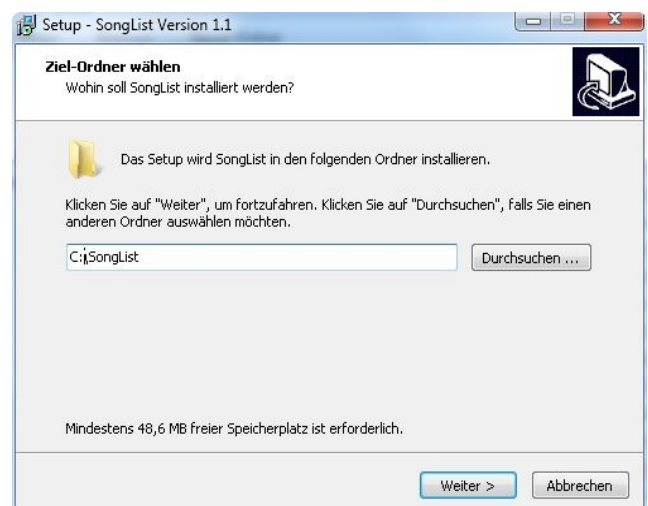 Setup - SongList Version 1.1
Ziel-Ordner wählen
Wohin soll SongList installiert werden?
Das Setup wird SongList in den folgenden Ordner installieren.
Klicken Sie auf "Weiter", um fortzufahren. Klicken Sie auf "Durchsuchen", falls Sie einen
anderen Ordner auswählen möchten.
C:\SongList
Durchsuchen ...
Mindestens 48,6 MB freier Speicherplatz ist erforderlich.
Weiter >
Abbrechen